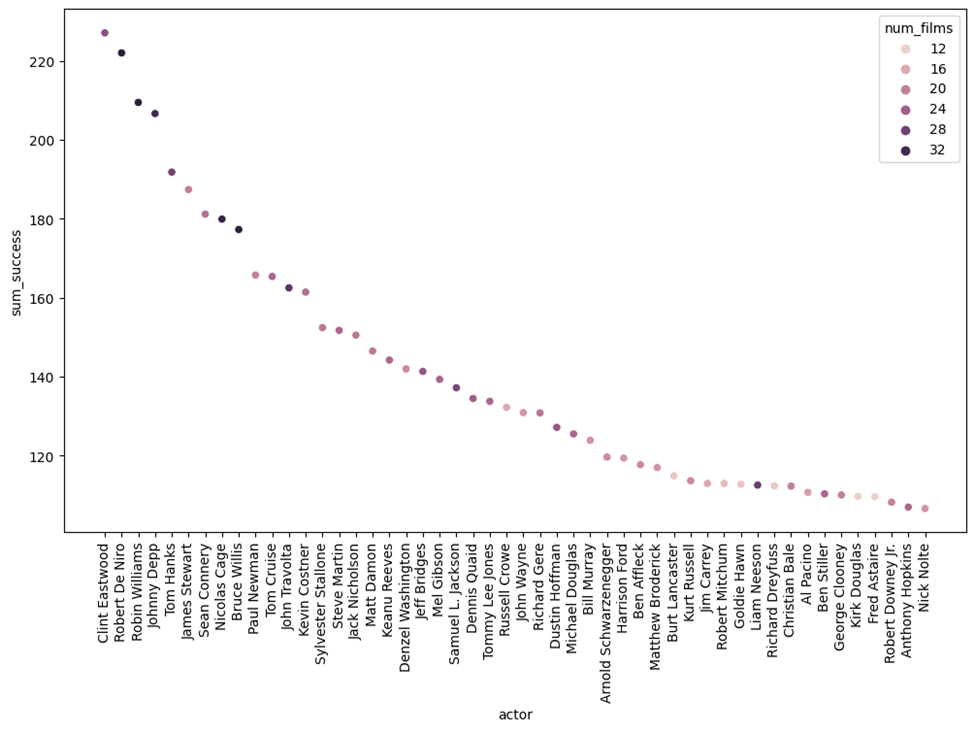 num_films
12
16
20
24
28
32
220
200
180
160
140
120
sum_success
Clint Eastwood
Robert De Niro
Robin Williams
Johnny Depp
Tom Hanks
James Stewart
Sean Connery
Nicolas Cage
Bruce Willis
Paul Newman
Tom Cruise
John Travolta
Kevin Costner
Sylvester Stallone
Steve Martin
Jack Nicholson
Matt Damon
Keanu Reeves
Denzel Washington
Jeff Bridges
Mel Gibson
Samuel L. Jackson
Dennis Quaid
Tommy Lee Jones
Russell Crowe
John Wayne
Richard Gere
Dustin Hoffman
Michael Douglas
Bill Murray
Arnold Schwarzenegger
Harrison Ford
Ben Affleck
Matthew Broderick
Burt Lancaster
Kurt Russell
Jim Carrey
Robert Mitchum
Goldie Hawn
Liam Neeson
Richard Dreyfuss
Christian Bale
Al Pacino
Ben Stiller
George Clooney
Kirk Douglas
Fred Astaire
Robert Downey Jr.
Anthony Hopkins
Nick Nolte
actor